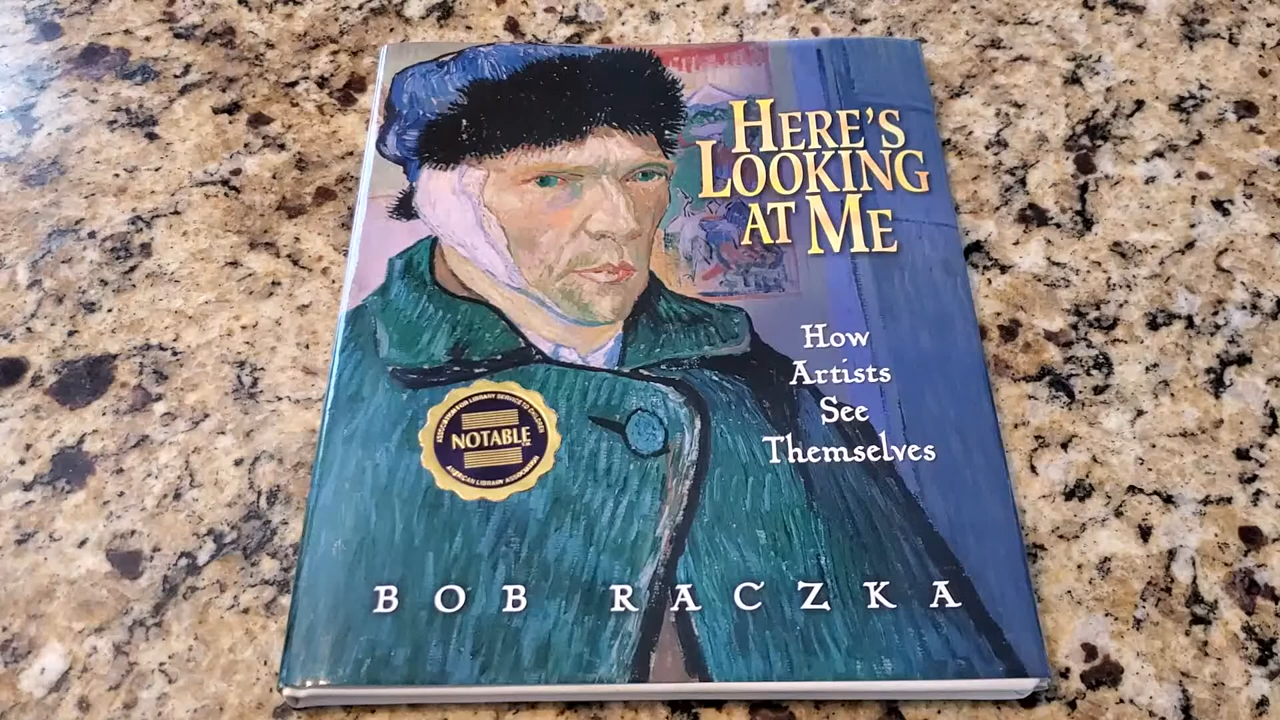 HERE'S
LOOKING
AT ME
How
Artists
See
Themselves
ASSOCIATION FOR LIBRARY SERVICE TO CHILDREN
NOTABLE
AMERICAN LIBRARY ASSOCIATION
BOB RACZKA